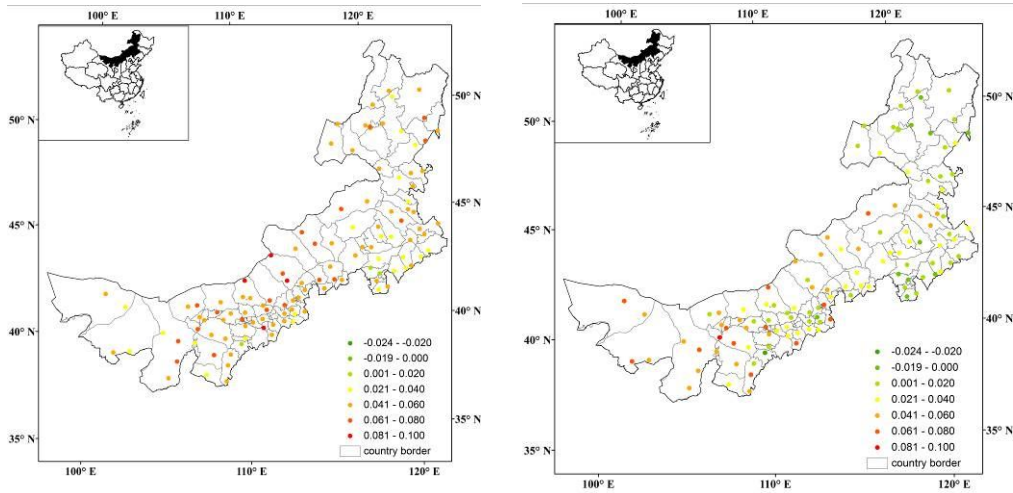 100° E 110° E 120° E
50° N 50° N
45° N 45° N
40° N 40° N
35° N 35° N
-0.024 - -0.020
-0.019 - 0.000
0.001 - 0.020
0.021 - 0.040
0.041 - 0.060
0.061 - 0.080
0.081 - 0.100
country border
100° E 110° E 120° E
100° E 110° E 120° E
50° N 50° N
45° N 45° N
40° N 40° N
35° N 35° N
-0.024 - -0.020
-0.019 - 0.000
0.001 - 0.020
0.021 - 0.040
0.041 - 0.060
0.061 - 0.080
0.081 - 0.100
country border
100° E 110° E 120° E